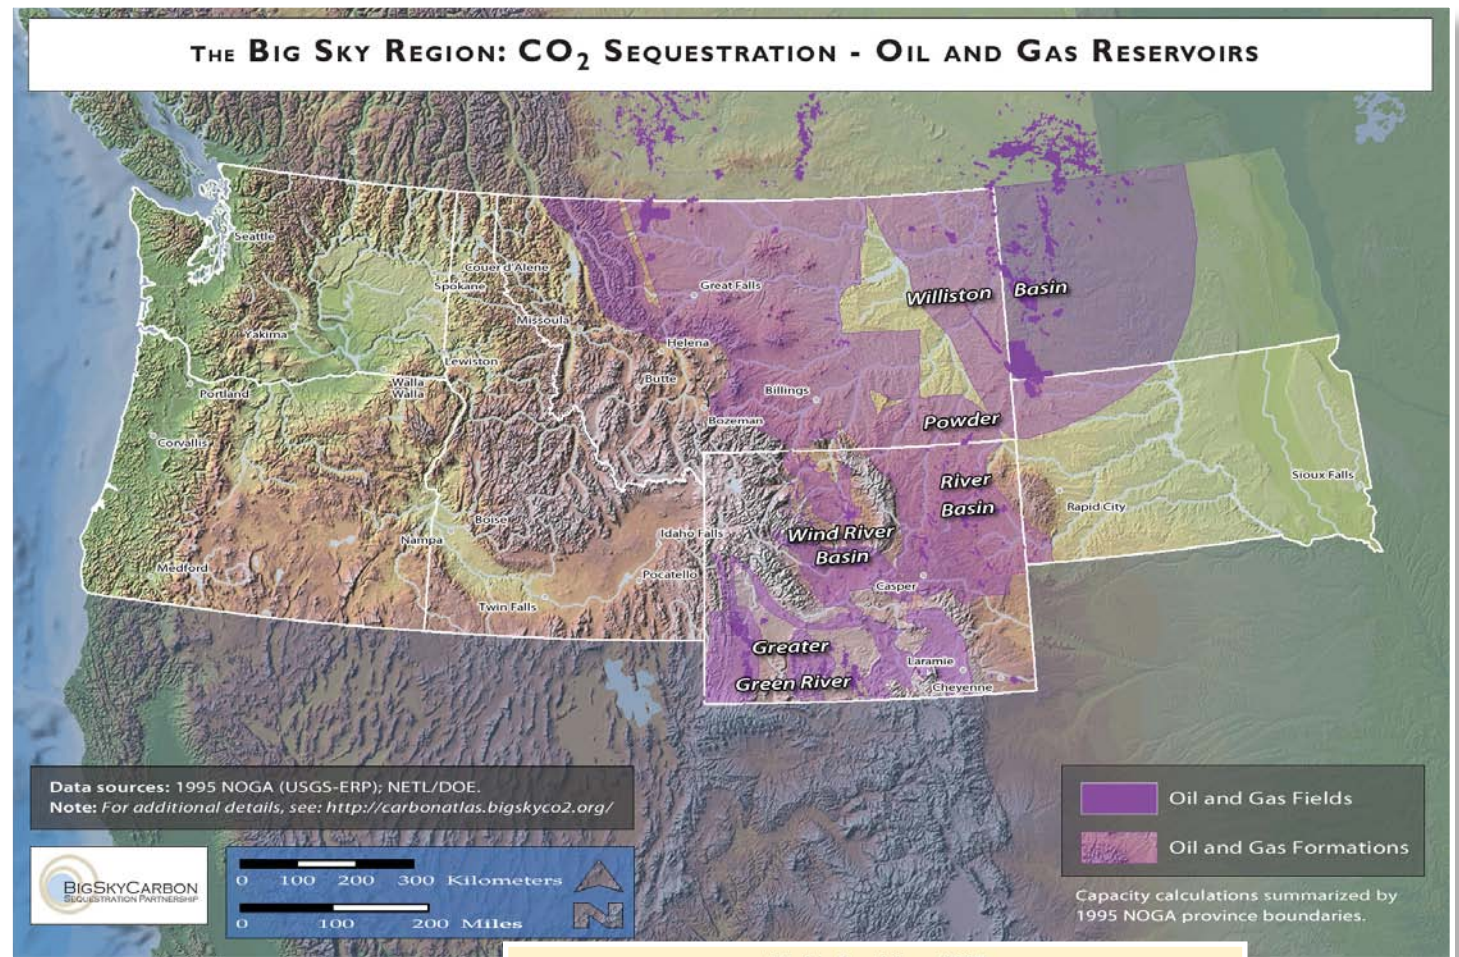 THE BIG SKY REGION: CO2 SEQUESTRATION - OIL AND GAS RESERVOIRS
Seattle
Couer d'Alene
Spokane
Great Falls
Williston Basin
Missoula
Yakima
Helena
Lewiston
Walla
Walla
Butte
Billings
Portland
Bozeman
Powder
River
Basin
Corvallis
Sioux Falls
Rapid City
Boise
Idaho Falls
Wind River
Basin
Nampa
Medford
Pocatello
Casper
Twin Falls
Greater
Green River
Laramie
Cheyenne
Data sources: 1995 NOGA (USGS-ERP); NETL/DOE.
Note: For additional details, see: http://carbonatlas.bigskyco2.org/
BIGSKYCARBON
SEQUESTRATION PARTNERSHIP
0 100 200 300 Kilometers
0 100 200 Miles
N
Oil and Gas Fields
Oil and Gas Formations
Capacity calculations summarized by
1995 NOGA province boundaries.